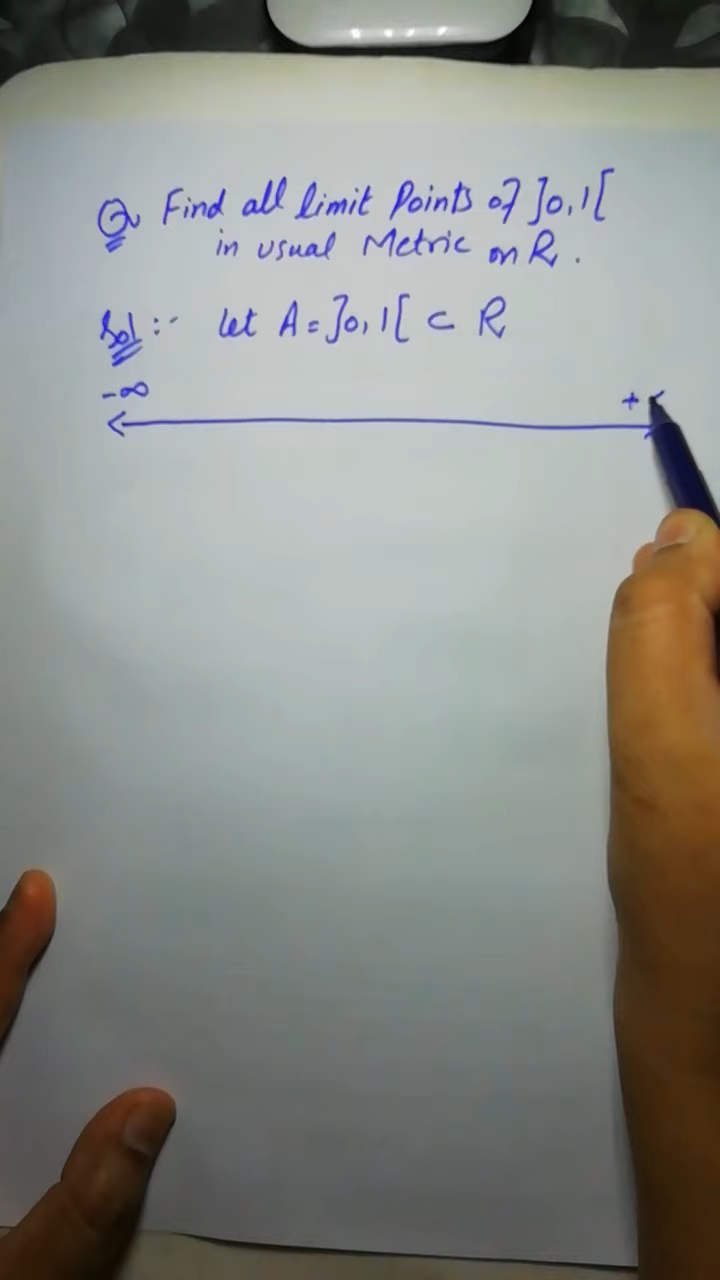 Q Find all limit Points of ]0,1[
in usual Metric on R.
Sol:- let A = ]0,1[ ⊂ R
-∞ +